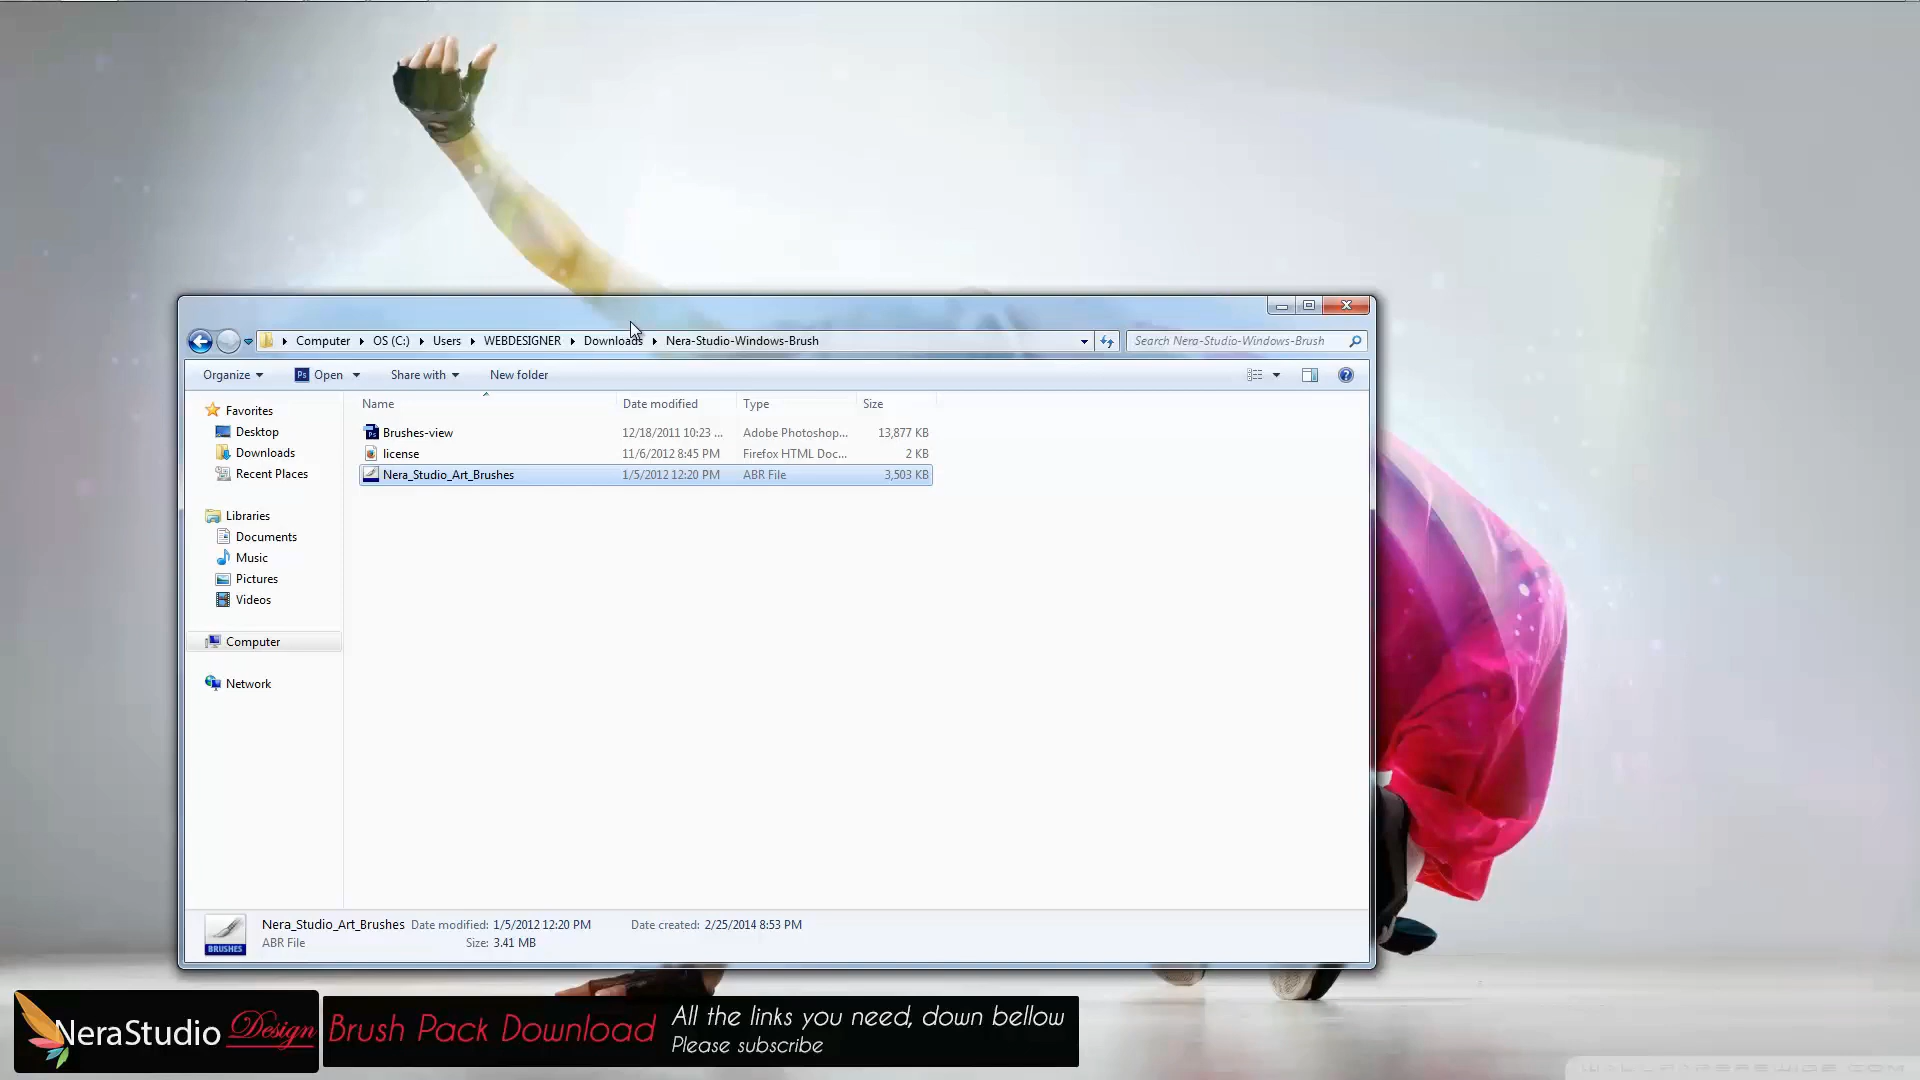 Computer OS (C:) Users WEBDESIGNER Downloads Nera-Studio-Windows-Brush
Search Nera-Studio-Windows-Brush
Organize Ps Open Share with New folder
Favorites
Desktop
Downloads
Recent Places
Libraries
Documents
Music
Pictures
Videos
Computer
Network
Name Date modified Type Size
Brushes-view 12/18/2011 10:23 ... Adobe Photoshop... 13,877 KB
license 11/6/2012 8:45 PM Firefox HTML Doc... 2 KB
Nera_Studio_Art_Brushes 1/5/2012 12:20 PM ABR File 3,503 KB
BRUSHES
Nera_Studio_Art_Brushes Date modified: 1/5/2012 12:20 PM Date created: 2/25/2014 8:53 PM
ABR File Size: 3.41 MB
NeraStudio Design
Brush Pack Download
All the links you need, down bellow
Please subscribe